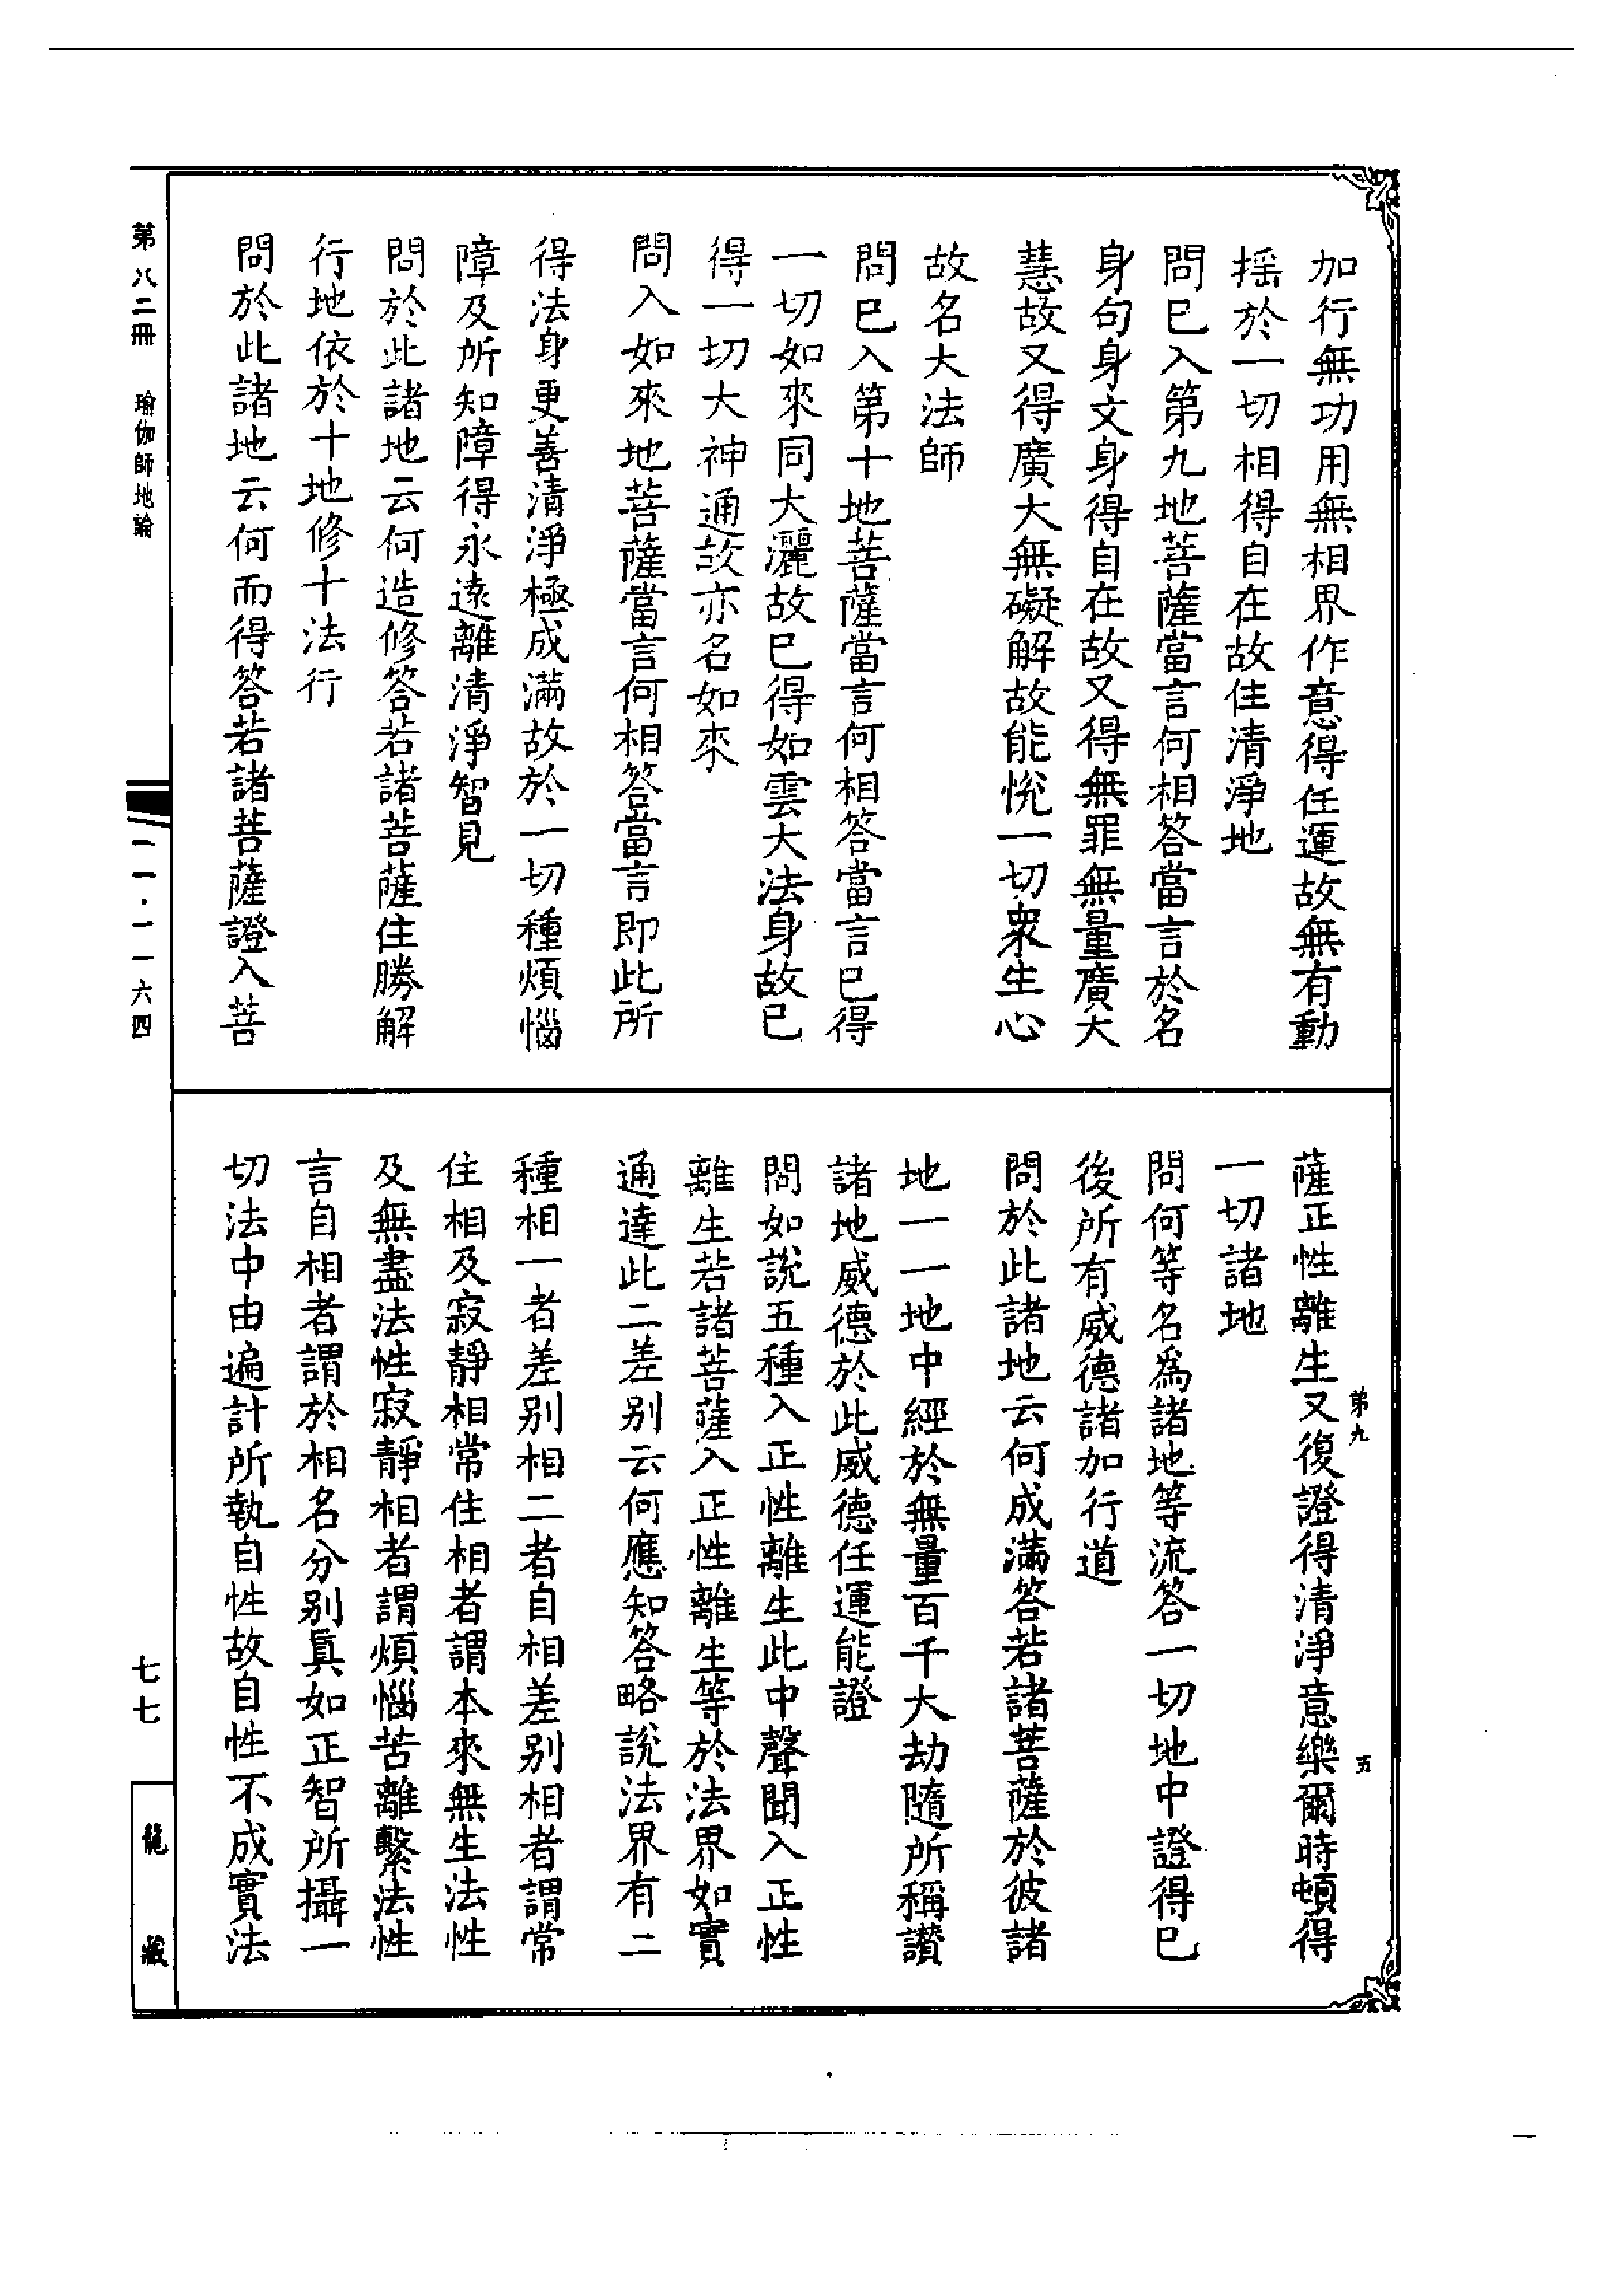 加行無功用無相界作意得任運故無有動
揺於一切相得自在故住清淨地
問巳入第九地菩薩當言何相答當言於名
身句身文身得自在故又得無罪無量廣大
慧故又得廣大無礙解故能悅一切衆生心
故名大法師
問巳入第十地菩薩當言何相答當言巳得
一切如來同大灑故巳得如雲大法身故巳
得一切大神通故亦名如來
問入如來地菩薩當言何相答當言即此所
得法身更善清淨極成滿故於一切種煩惱
障及所知障得永遠離清淨智見
問於此諸地云何造修答若諸菩薩住勝解
行地依於十地修十法行
問於此諸地云何而得答若諸菩薩證入菩
薩正性離生又復證得清淨意樂爾時頓得
一切諸地
問何等名為諸地等流答一切地中證得巳
後所有威德諸加行道
問於此諸地云何成滿答若諸菩薩於彼諸
地一一地中經於無量百千大劫隨所稱讃
諸地威德於此威德任運能證
問如說五種入正性離生此中聲聞入正性
離生若諸菩薩入正性離生等於法界如實
通達此二差別云何應知答略說法界有二
種相一者差別相二者自相差別相者謂常
住相及寂靜相常住相者謂本來無生法性
及無盡法性寂靜相者謂煩惱苦離繫法性
言自相者謂於相名分別真如正智所攝一
切法中由遍計所執自性故自性不成實法
第九
五
第八二冊 瑜伽師地論
一一一·一一六四
七七
龍藏